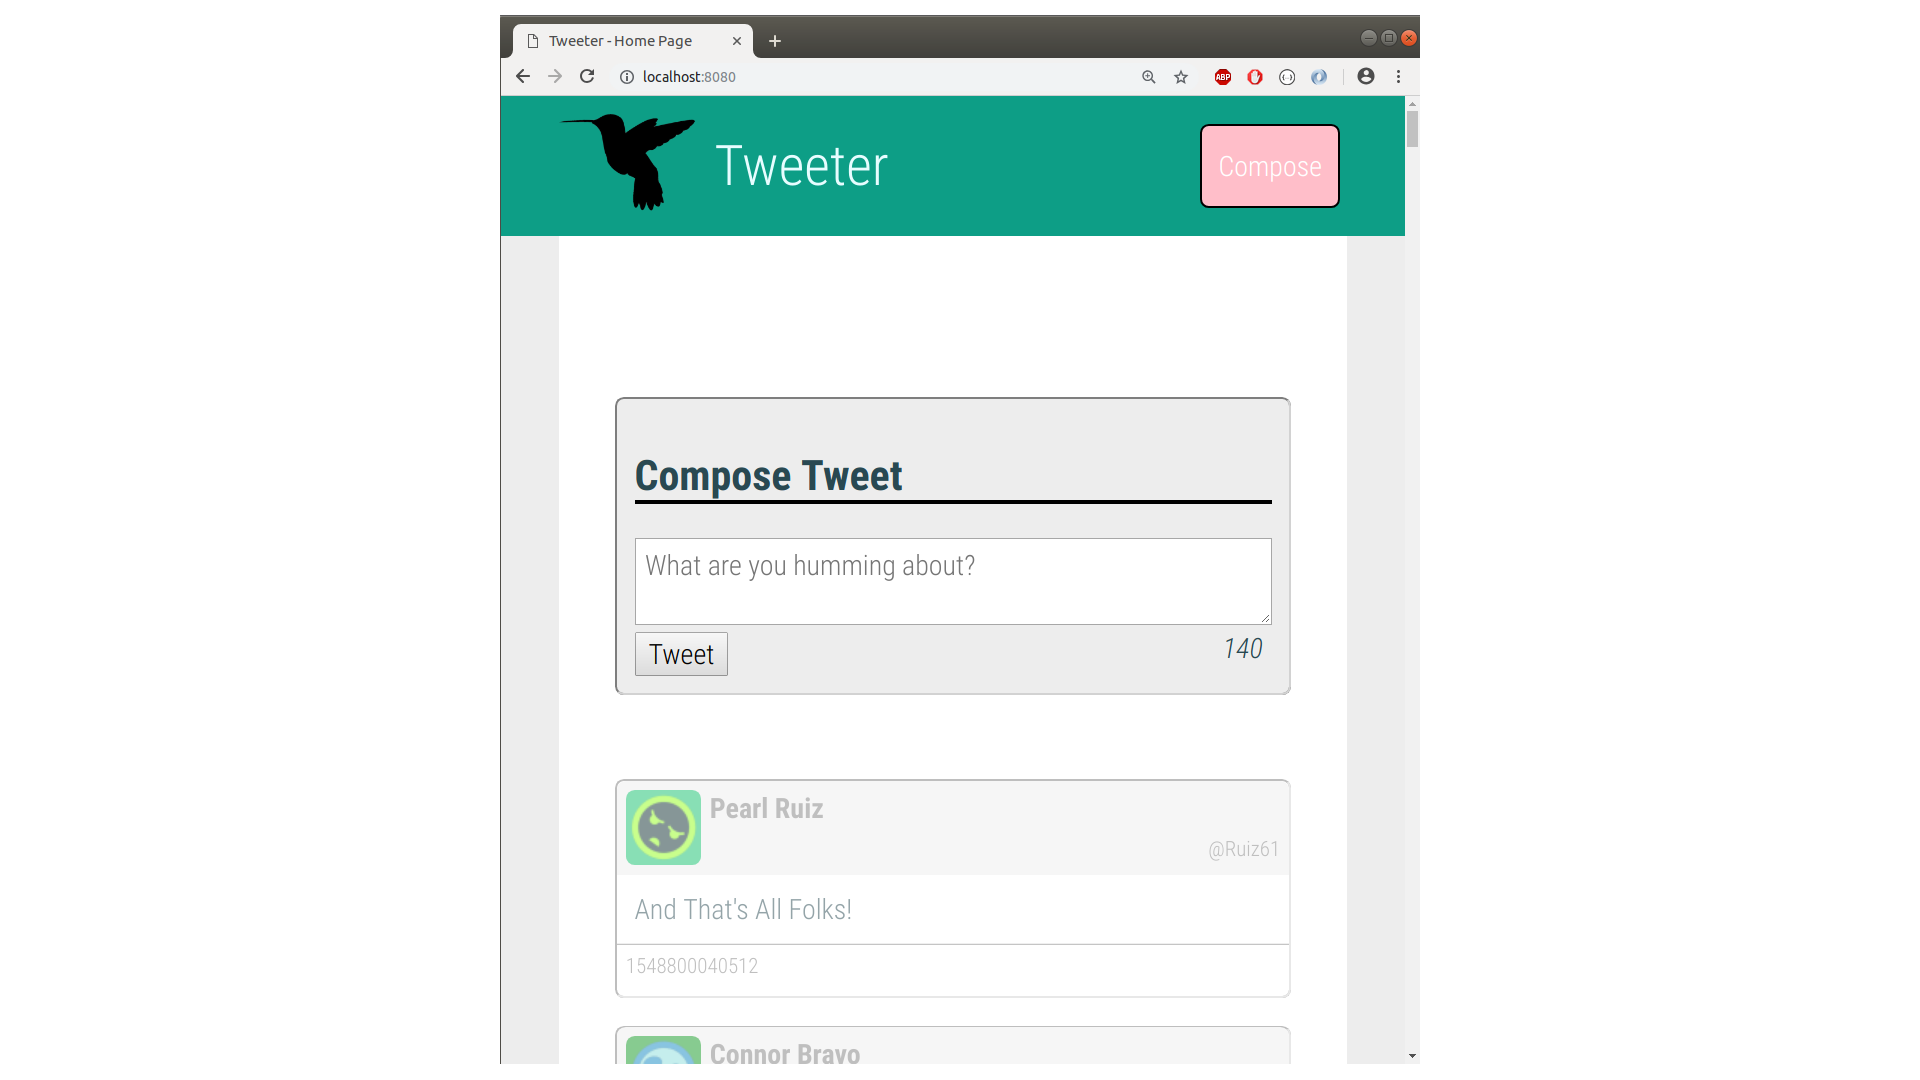 Tweeter - Home Page
localhost:8080
ABP
Tweeter
Compose
Compose Tweet
What are you humming about?
Tweet
140
Pearl Ruiz
@Ruiz61
And That's All Folks!
1548800040512
Connor Bravo